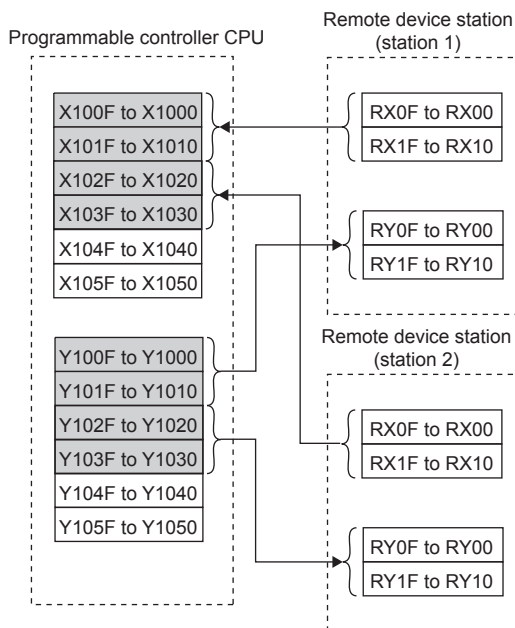 Programmable controller CPU
X100F to X1000
X101F to X1010
X102F to X1020
X103F to X1030
X104F to X1040
X105F to X1050
Y100F to Y1000
Y101F to Y1010
Y102F to Y1020
Y103F to Y1030
Y104F to Y1040
Y105F to Y1050
Remote device station
(station 1)
RX0F to RX00
RX1F to RX10
RY0F to RY00
RY1F to RY10
Remote device station
(station 2)
RX0F to RX00
RX1F to RX10
RY0F to RY00
RY1F to RY10